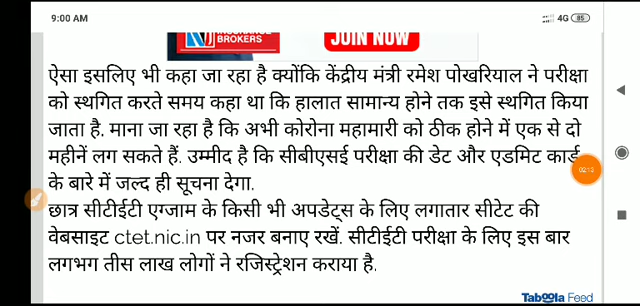 9:00 AM
4G 85
BROKERS
JOIN NOW
ऐसा इसलिए भी कहा जा रहा है क्योंकि केंद्रीय मंत्री रमेश पोखरियाल ने परीक्षा
को स्थगित करते समय कहा था कि हालात सामान्य होने तक इसे स्थगित किया
जाता है. माना जा रहा है कि अभी कोरोना महामारी को ठीक होने में एक से दो
महीनें लग सकते हैं. उम्मीद है कि सीबीएसई परीक्षा की डेट और एडमिट कार्ड
02:13
के बारे में जल्द ही सूचना देगा.
छात्र सीटीईटी एग्जाम के किसी भी अपडेट्स के लिए लगातार सीटेट की
वेबसाइट ctet.nic.in पर नजर बनाए रखें. सीटीईटी परीक्षा के लिए इस बार
लगभग तीस लाख लोगों ने रजिस्ट्रेशन कराया है.
Taboola Feed